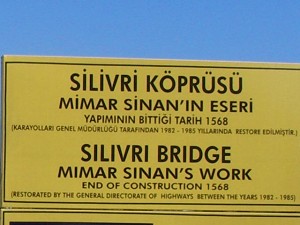 SİLİVRİ KÖPRÜSÜ
MİMAR SİNAN'IN ESERİ
YAPIMININ BİTTİĞİ TARİH 1568
(KARAYOLLARI GENEL MÜDÜRLÜĞÜ TARAFINDAN 1982 - 1985 YILLARINDA RESTORE EDİLMİŞTİR.)
SILIVRI BRIDGE
MIMAR SINAN'S WORK
END OF CONSTRUCTION 1568
(RESTORATED BY THE GENERAL DIRECTORATE OF HIGHWAYS BETWEEN THE YEARS 1982 - 1985)